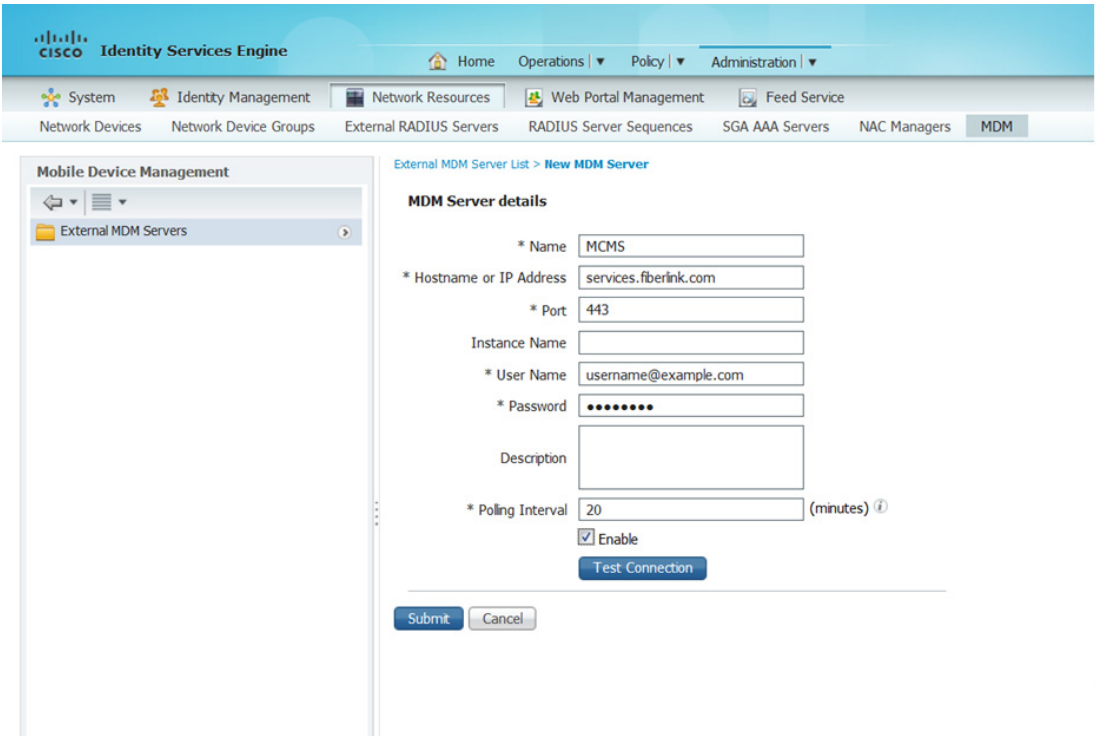 CISCO Identity Services Engine
Home Operations | ▼ Policy | ▼ Administration | ▼
System Identity Management Network Resources Web Portal Management Feed Service
Network Devices Network Device Groups External RADIUS Servers RADIUS Server Sequences SGA AAA Servers NAC Managers MDM
Mobile Device Management
External MDM Servers
External MDM Server List > New MDM Server
MDM Server details
* Name MCMS
* Hostname or IP Address services.fiberlink.com
* Port 443
Instance Name
* User Name username@example.com
* Password ●●●●●●●●
Description
* Polling Interval 20 (minutes) i
Enable
Test Connection
Submit Cancel